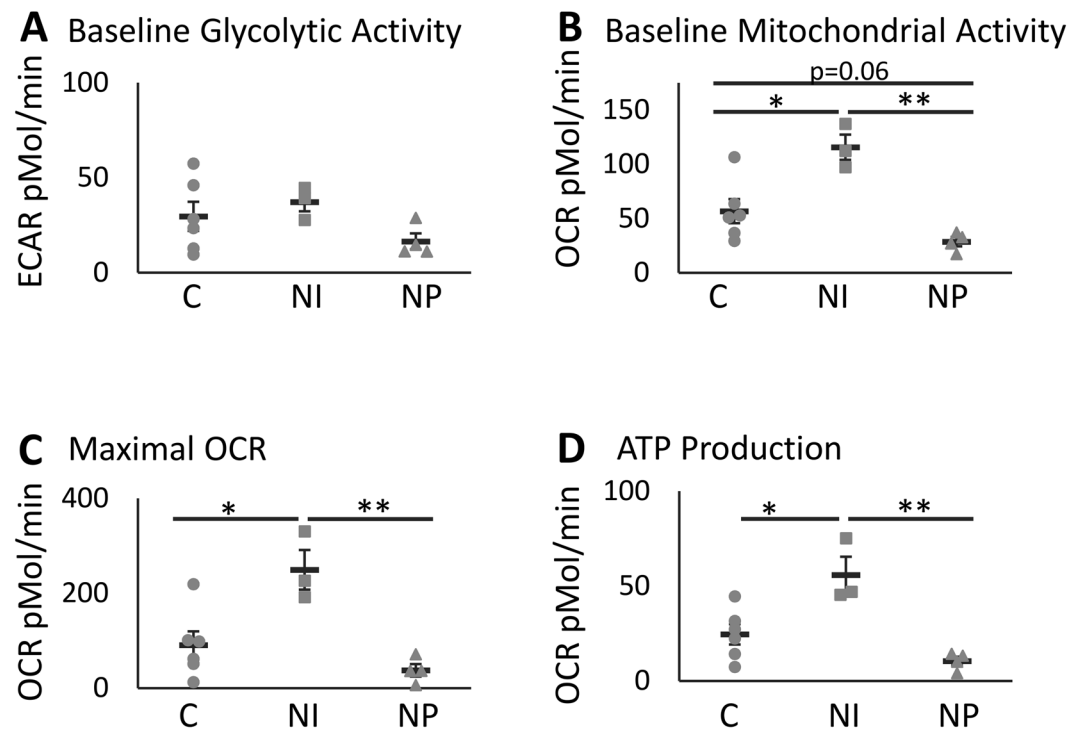 A Baseline Glycolytic Activity
ECAR pMol/min
100
50
0
C NI NP
B Baseline Mitochondrial Activity
OCR pMol/min
p=0.06
* **
150
100
50
0
C NI NP
C Maximal OCR
OCR pMol/min
400
200
0
* **
C NI NP
D ATP Production
OCR pMol/min
100
50
0
* **
C NI NP